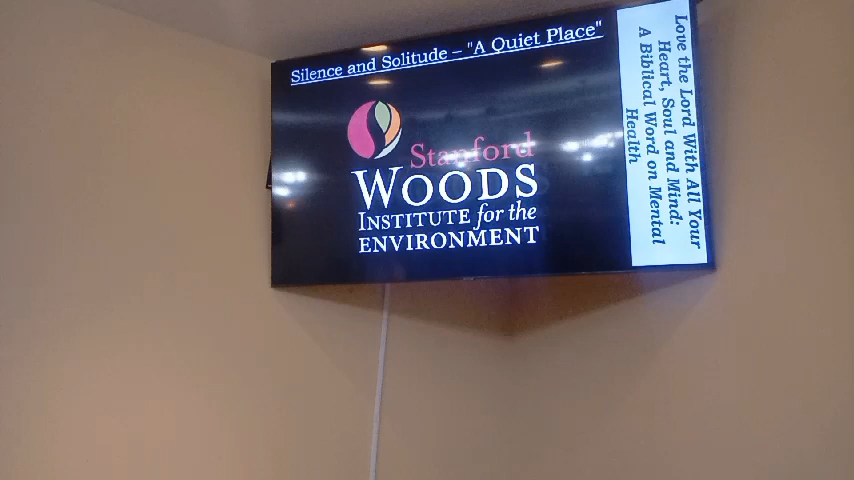 Silence and Solitude – "A Quiet Place"
Stanford
WOODS
INSTITUTE for the
ENVIRONMENT
Love the Lord With All Your
Heart, Soul and Mind:
A Biblical Word on Mental
Health